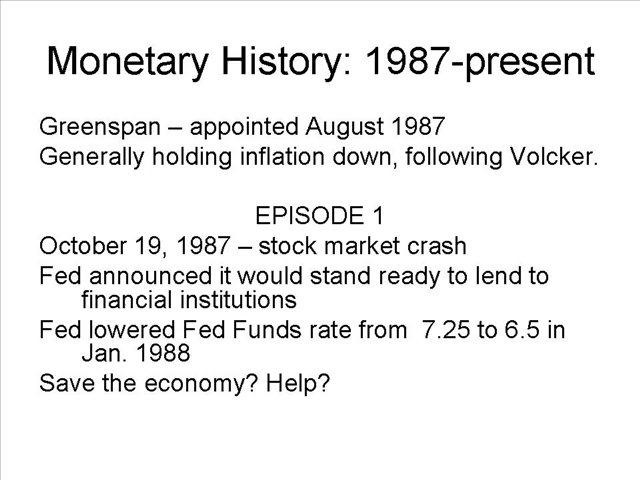 Monetary History: 1987-present
Greenspan – appointed August 1987
Generally holding inflation down, following Volcker.
EPISODE 1
October 19, 1987 – stock market crash
Fed announced it would stand ready to lend to
financial institutions
Fed lowered Fed Funds rate from  7.25 to 6.5 in
Jan. 1988
Save the economy? Help?